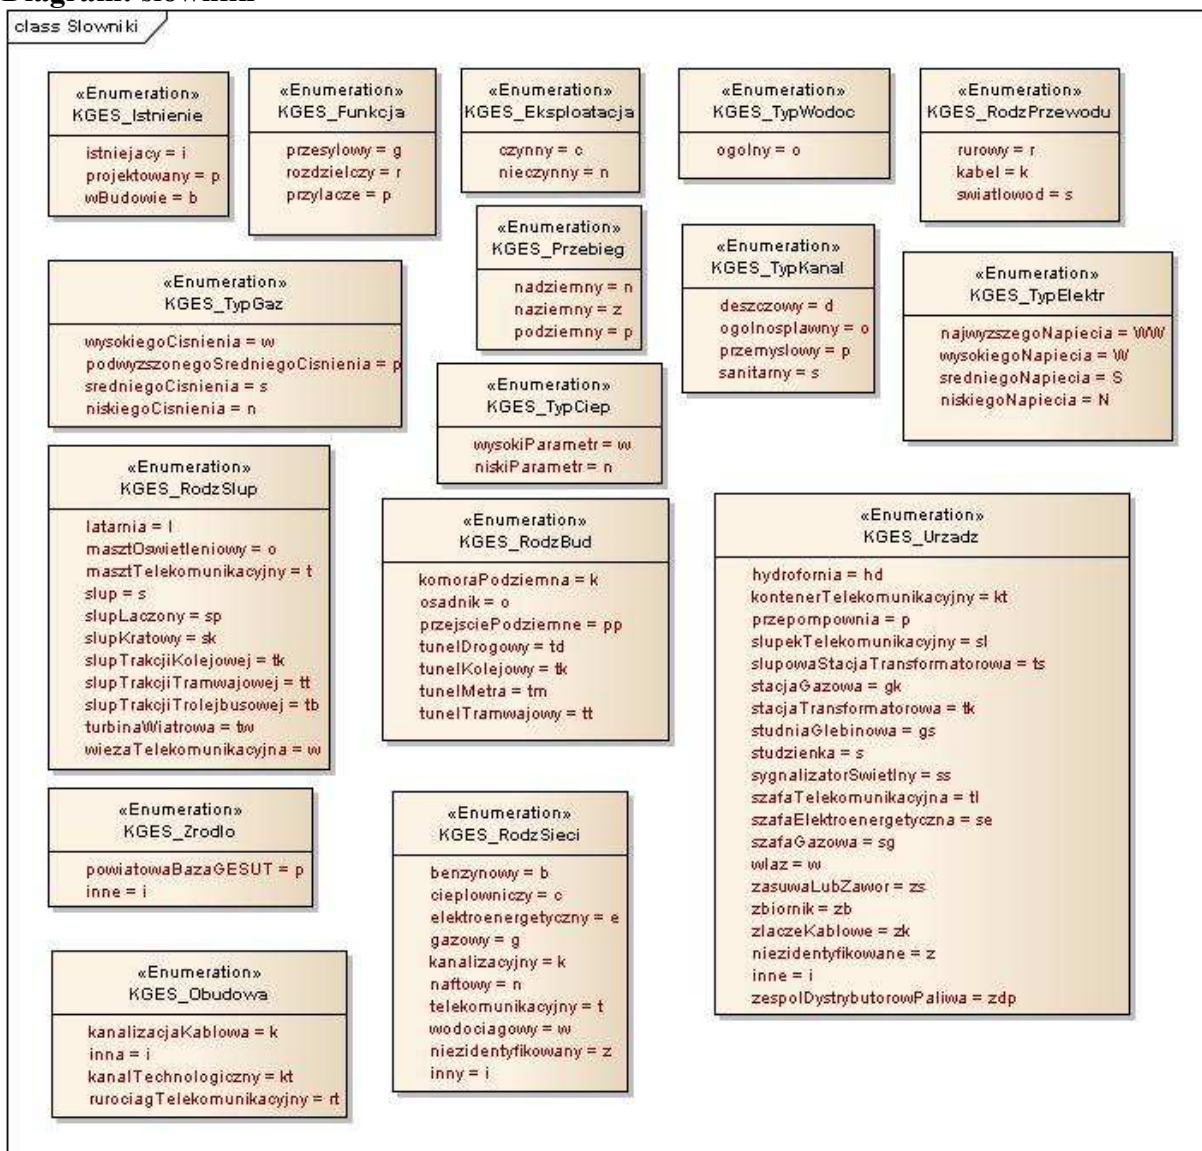 Diagram: słowniki
class Slowniki
«Enumeration»
KGES_Istnienie
istniejacy = i
projektowany = p
wBudowie = b
«Enumeration»
KGES_Funkcja
przesylowy = g
rozdzielczy = r
przylacze = p
«Enumeration»
KGES_Eksploatacja
czynny = c
nieczynny = n
«Enumeration»
KGES_TypWodoc
ogolny = o
«Enumeration»
KGES_RodzPrzewodu
rurowy = r
kabel = k
swiatlowod = s
«Enumeration»
KGES_Przebieg
nadziemny = n
naziemny = z
podziemny = p
«Enumeration»
KGES_TypKanal
deszczowy = d
ogolnosplawny = o
przemyslowy = p
sanitarny = s
«Enumeration»
KGES_TypElektr
najwyzszegoNapiecia = WW
wysokiegoNapiecia = W
sredniegoNapiecia = S
niskiegoNapiecia = N
«Enumeration»
KGES_TypGaz
wysokiegoCisnienia = w
podwyzszonegoSredniegoCisnienia = p
sredniegoCisnienia = s
niskiegoCisnienia = n
«Enumeration»
KGES_TypCiep
wysokiParametr = w
niskiParametr = n
«Enumeration»
KGES_RodzSlup
latarnia = l
masztOswietleniowy = o
masztTelekomunikacyjny = t
slup = s
slupLaczony = sp
slupKratowy = sk
slupTrakcjiKolejowej = tk
slupTrakcjiTramwajowej = tt
slupTrakcjiTrolejbusowej = tb
turbinaWiatrowa = tw
wiezaTelekomunikacyjna = w
«Enumeration»
KGES_RodzBud
komoraPodziemna = k
osadnik = o
przejsciePodziemne = pp
tunelDrogowy = td
tunelKolejowy = tk
tunelMetra = tm
tunelTramwajowy = tt
«Enumeration»
KGES_Urzadz
hydrofornia = hd
kontenerTelekomunikacyjny = kt
przepompownia = p
slupekTelekomunikacyjny = sl
slupowaStacjaTransformatorowa = ts
stacjaGazowa = gk
stacjaTransformatorowa = tk
studniaGlebinowa = gs
studzienka = s
sygnalizatorSwietlny = ss
szafaTelekomunikacyjna = tl
szafaElektroenergetyczna = se
szafaGazowa = sg
wlaz = w
zasuwaLubZawor = zs
zbiornik = zb
zlaczeKablowe = zk
niezidentyfikowane = z
inne = i
zespolDystrybutorowPaliwa = zdp
«Enumeration»
KGES_Zrodlo
powiatowaBazaGESUT = p
inne = i
«Enumeration»
KGES_RodzSieci
benzynowy = b
cieplowniczy = c
elektroenergetyczny = e
gazowy = g
kanalizacyjny = k
naftowy = n
telekomunikacyjny = t
wodociagowy = w
niezidentyfikowany = z
inny = i
«Enumeration»
KGES_Obudowa
kanalizacjaKablowa = k
inna = i
kanalTechnologiczny = kt
rurociagTelekomunikacyjny = rt